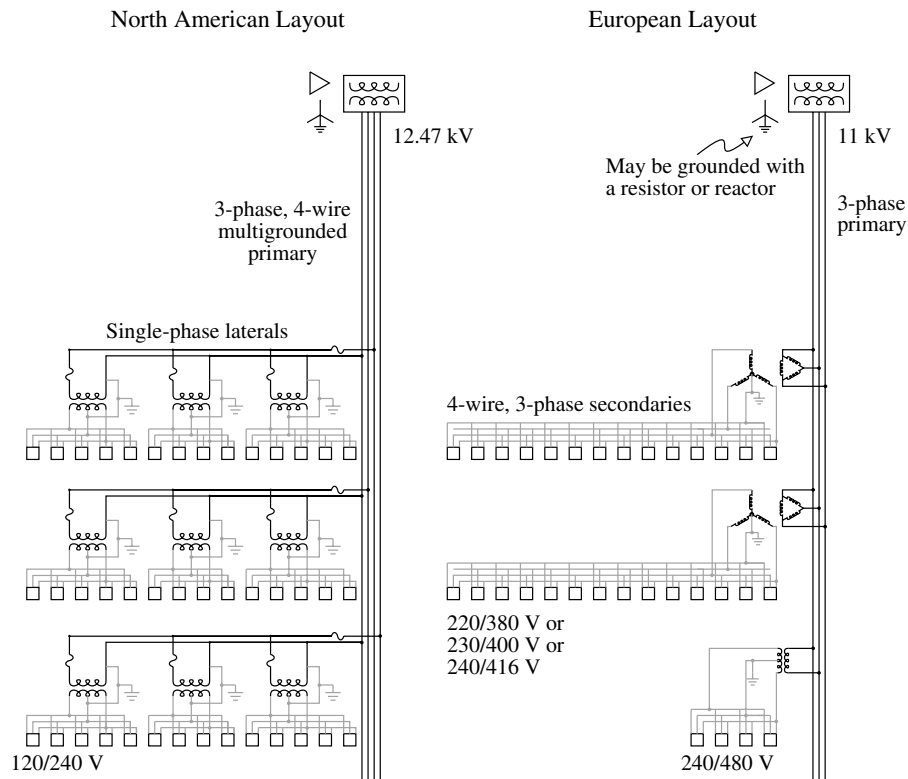 North American Layout
European Layout
12.47 kV
3-phase, 4-wire
multigrounded
primary
Single-phase laterals
120/240 V
11 kV
May be grounded with
a resistor or reactor
3-phase
primary
4-wire, 3-phase secondaries
220/380 V or
230/400 V or
240/416 V
240/480 V